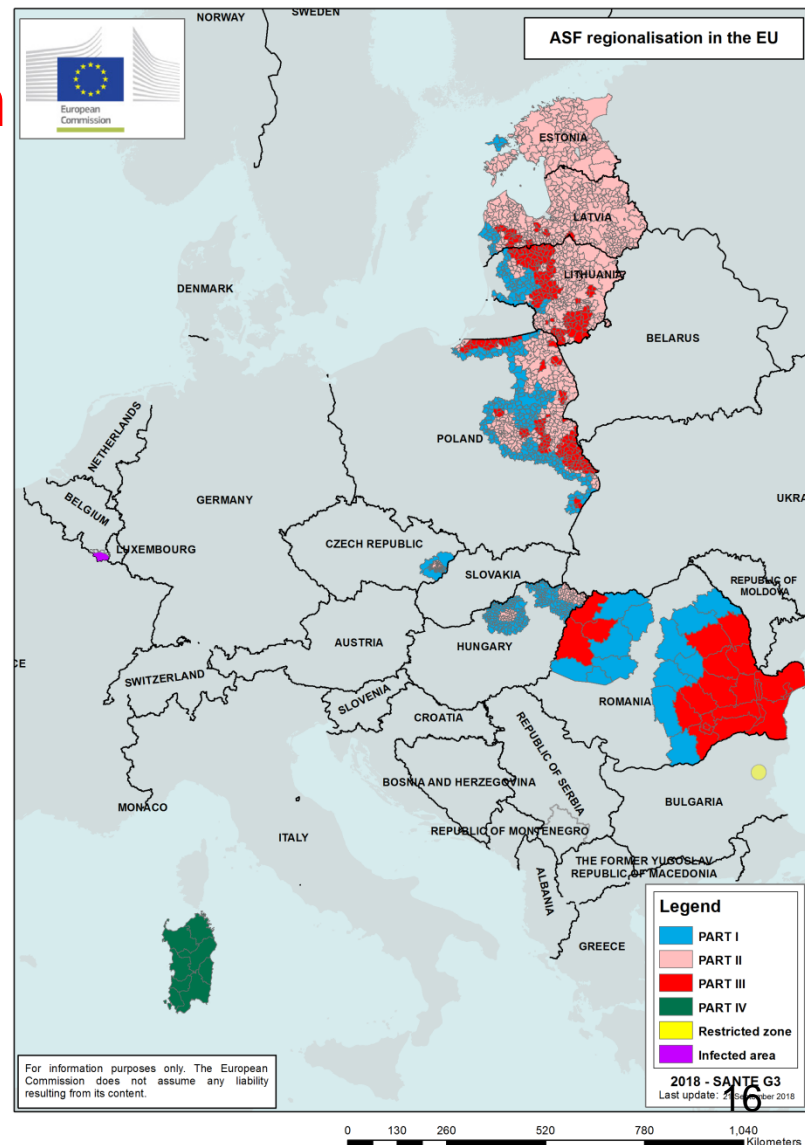 NORWAY
SWEDEN
ASF regionalisation in the EU
European
Commission
ESTONIA
LATVIA
LITHUANIA
DENMARK
BELARUS
NETHERLANDS
POLAND
BELGIUM
GERMANY
UKRA
LUXEMBOURG
CZECH REPUBLIC
SLOVAKIA
REPUBLIC OF
MOLDOVA
AUSTRIA
HUNGARY
CE
SWITZERLAND
SLOVENIA
ROMANIA
CROATIA
REPUBLIC OF SERBIA
BOSNIA AND HERZEGOVINA
MONACO
BULGARIA
ITALY
REPUBLIC OF MONTENEGRO
THE FORMER YUGOSLAV
REPUBLIC OF MACEDONIA
ALBANIA
GREECE
Legend
PART I
PART II
PART III
PART IV
Restricted zone
Infected area
For information purposes only. The European
Commission does not assume any liability
resulting from its content.
2018 - SANTE G3
Last update: 21 September 2018
16
0 130 260 520 780 1,040
Kilometers